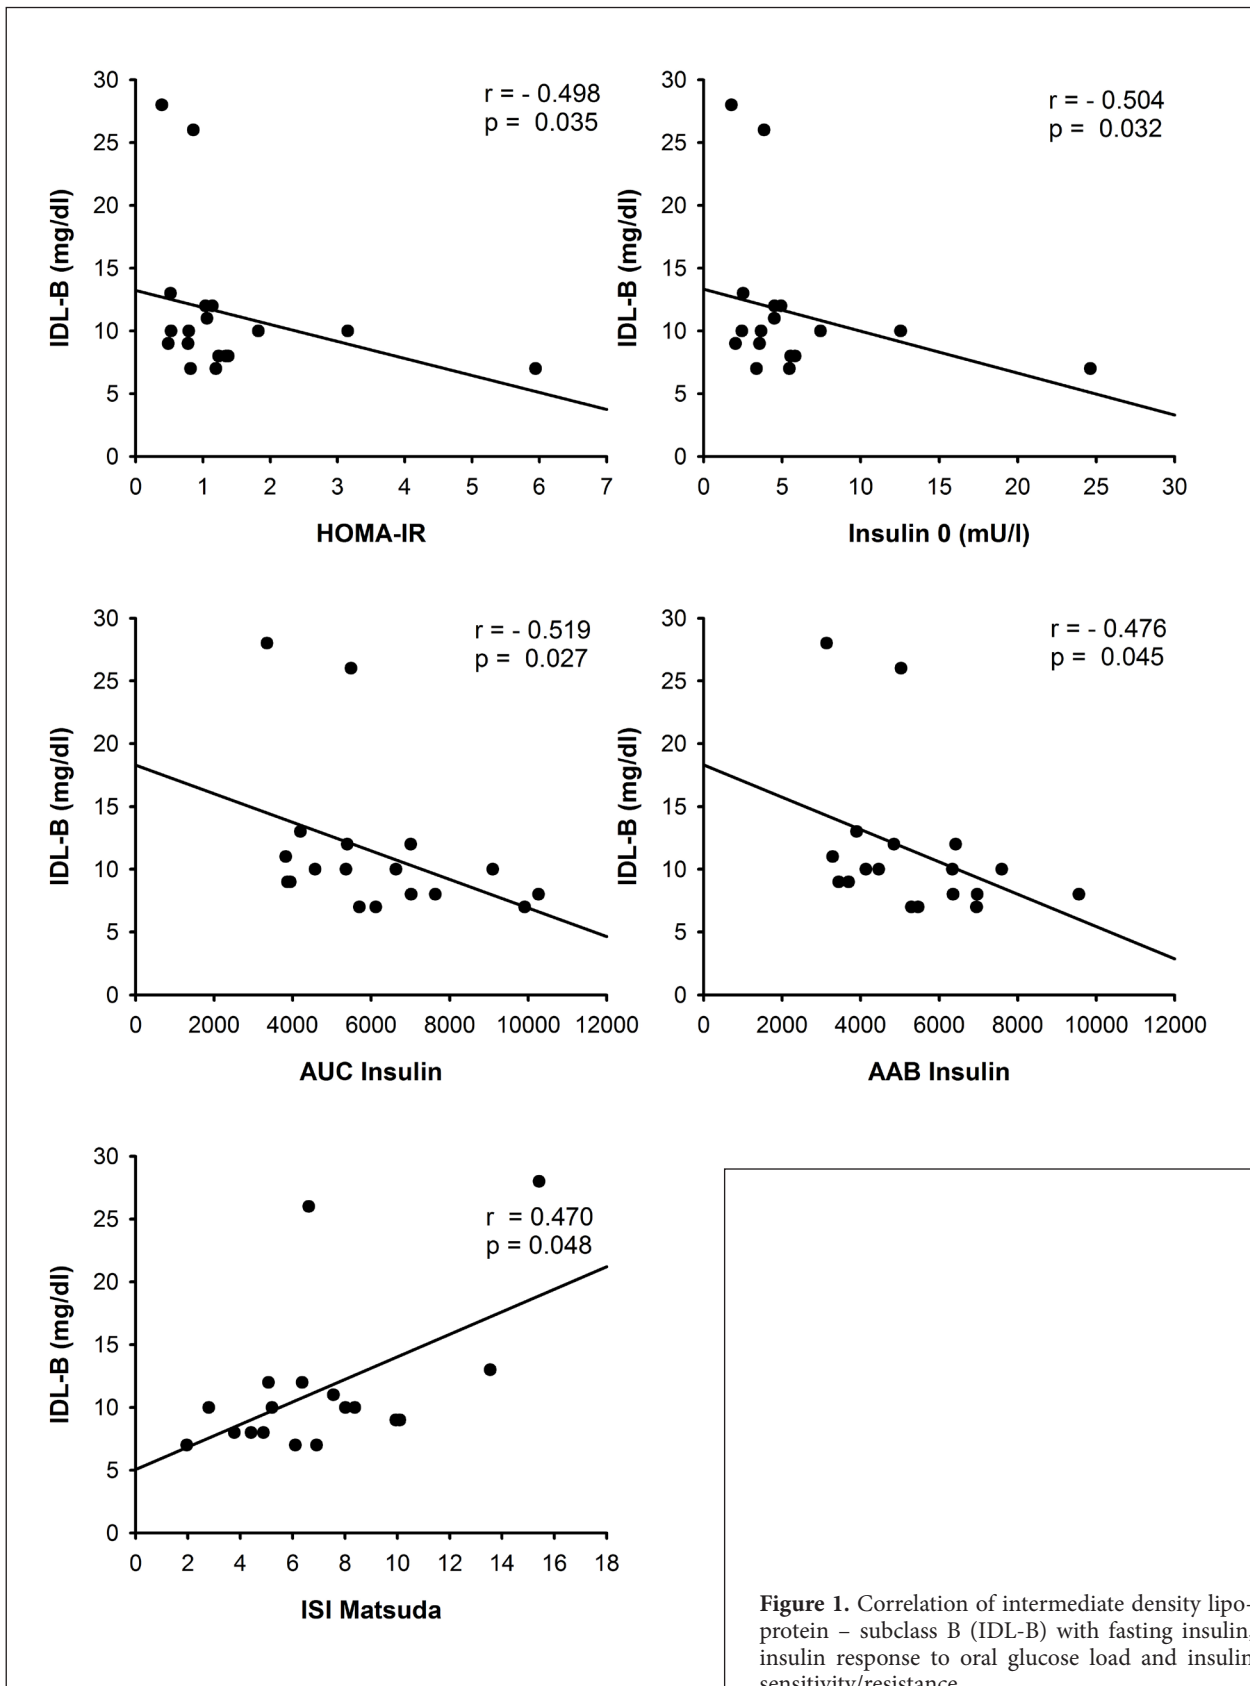 30
25
20
15
10
5
0
IDL-B (mg/dl)
r = - 0.498
p = 0.035
0 1 2 3 4 5 6 7
HOMA-IR
30
25
20
15
10
5
0
IDL-B (mg/dl)
r = - 0.504
p = 0.032
0 5 10 15 20 25 30
Insulin 0 (mU/l)
30
25
20
15
10
5
0
IDL-B (mg/dl)
r = - 0.519
p = 0.027
0 2000 4000 6000 8000 10000 12000
AUC Insulin
30
25
20
15
10
5
0
IDL-B (mg/dl)
r = - 0.476
p = 0.045
0 2000 4000 6000 8000 10000 12000
AAB Insulin
30
25
20
15
10
5
0
IDL-B (mg/dl)
r = 0.470
p = 0.048
0 2 4 6 8 10 12 14 16 18
ISI Matsuda
Figure 1. Correlation of intermediate density lipo-
protein – subclass B (IDL-B) with fasting insulin,
insulin response to oral glucose load and insulin
sensitivity/resistance